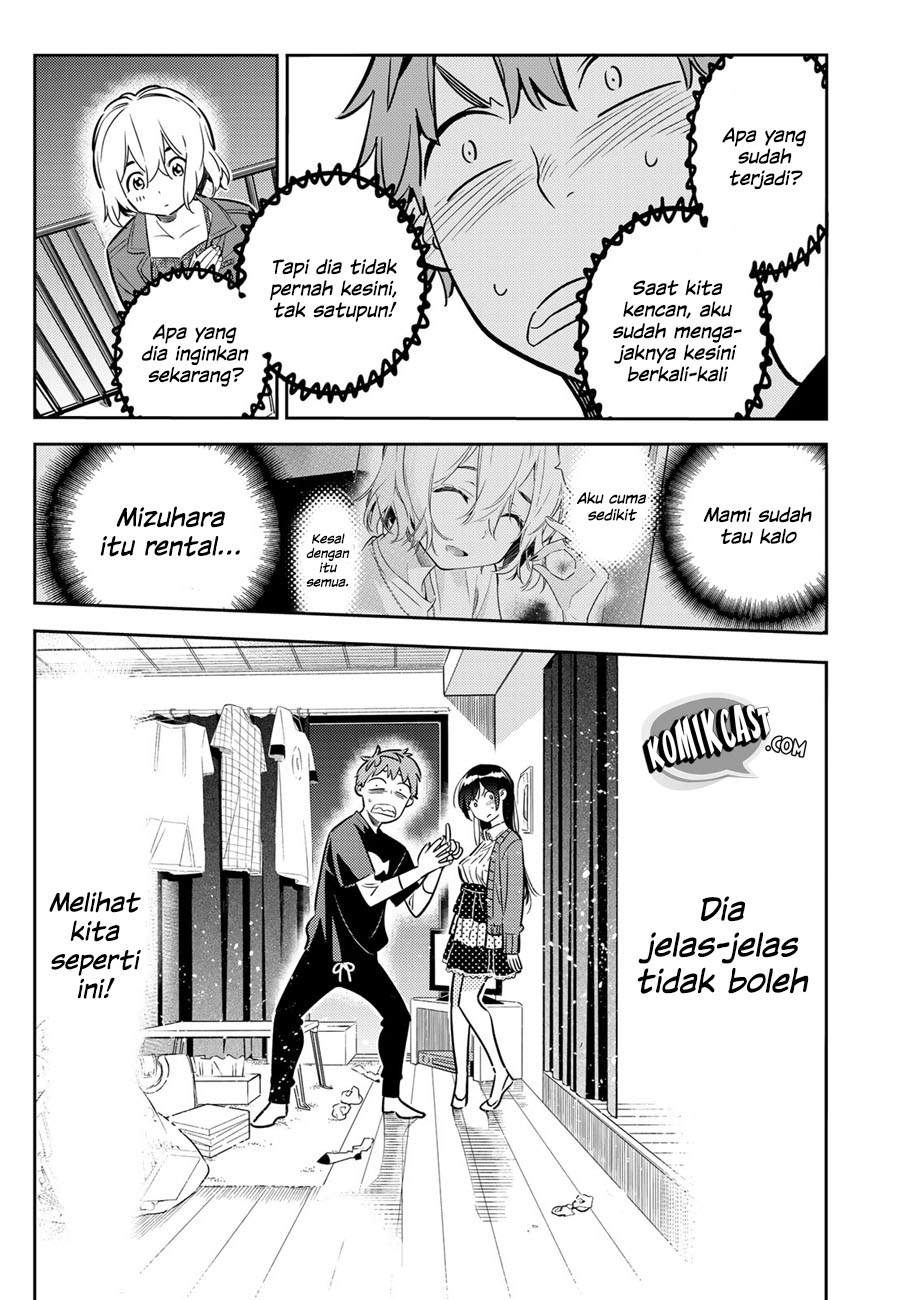 Apa yang
sudah
terjadi?
Saat kita
kencan, aku
sudah menga-
jaknya kesini
berkali-kali
Tapi dia tidak
pernah kesini,
tak satupun!
Apa yang
dia inginkan
sekarang?
Mami sudah
tau kalo
Aku cuma
sedikit
Kesal
dengan
itu
semua.
Mizuhara
itu rental...
KOMIKCAST
.COM
Dia
jelas-jelas
tidak boleh
Melihat
kita
seperti
ini!